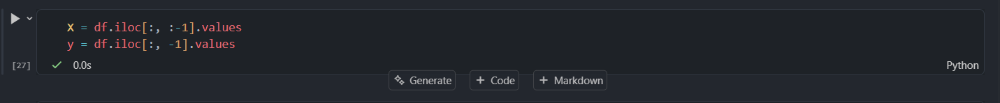 X = df.iloc[:, :-1].values
y = df.iloc[:, -1].values
[27]
0.0s
Python
Generate
Code
Markdown